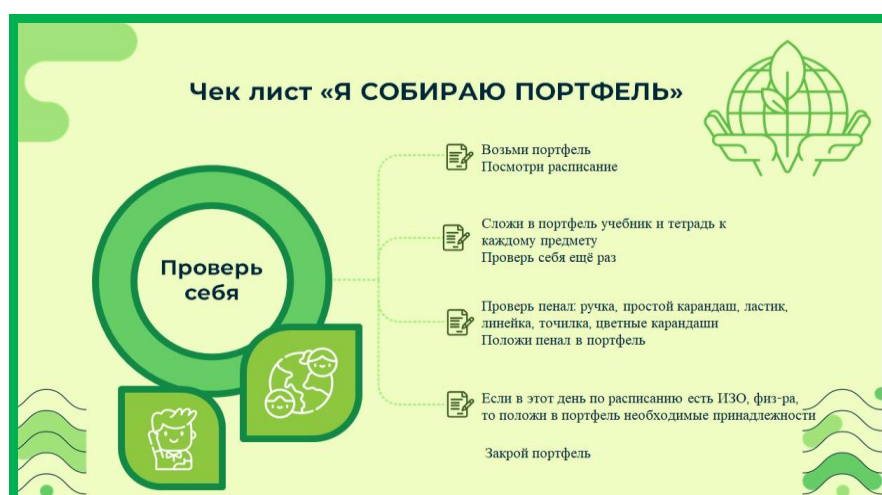 Чек лист «Я СОБИРАЮ ПОРТФЕЛЬ»
Возьми портфель
Посмотри расписание
Сложи в портфель учебник и тетрадь к
каждому предмету
Проверь себя ещё раз
Проверь
себя
Проверь пенал: ручка, простой карандаш, ластик,
линейка, точилка, цветные карандаши
Положи пенал в портфель
Если в этот день по расписанию есть ИЗО, физ-ра,
то положи в портфель необходимые принадлежности
Закрой портфель